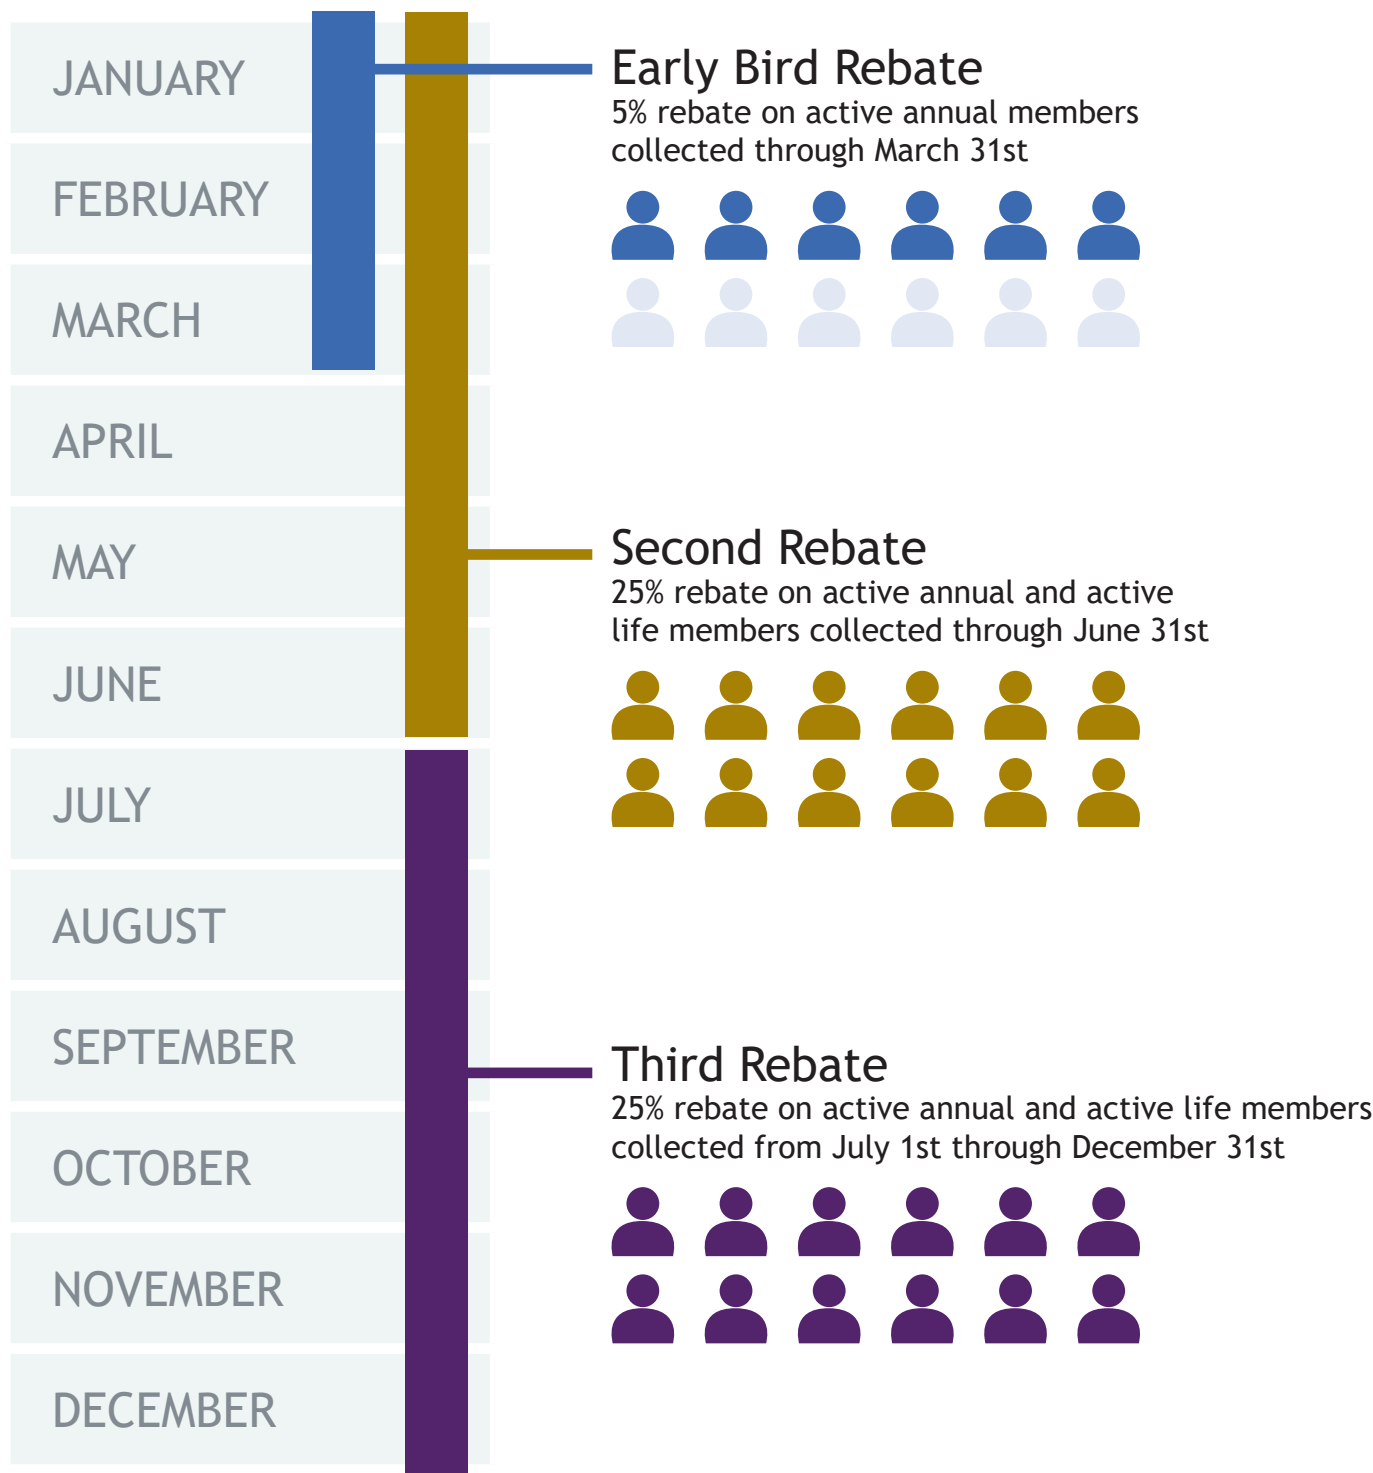 JANUARY
FEBRUARY
MARCH
APRIL
MAY
JUNE
JULY
AUGUST
SEPTEMBER
OCTOBER
NOVEMBER
DECEMBER
Early Bird Rebate
5% rebate on active annual members
collected through March 31st
Second Rebate
25% rebate on active annual and active
life members collected through June 31st
Third Rebate
25% rebate on active annual and active life members
collected from July 1st through December 31st